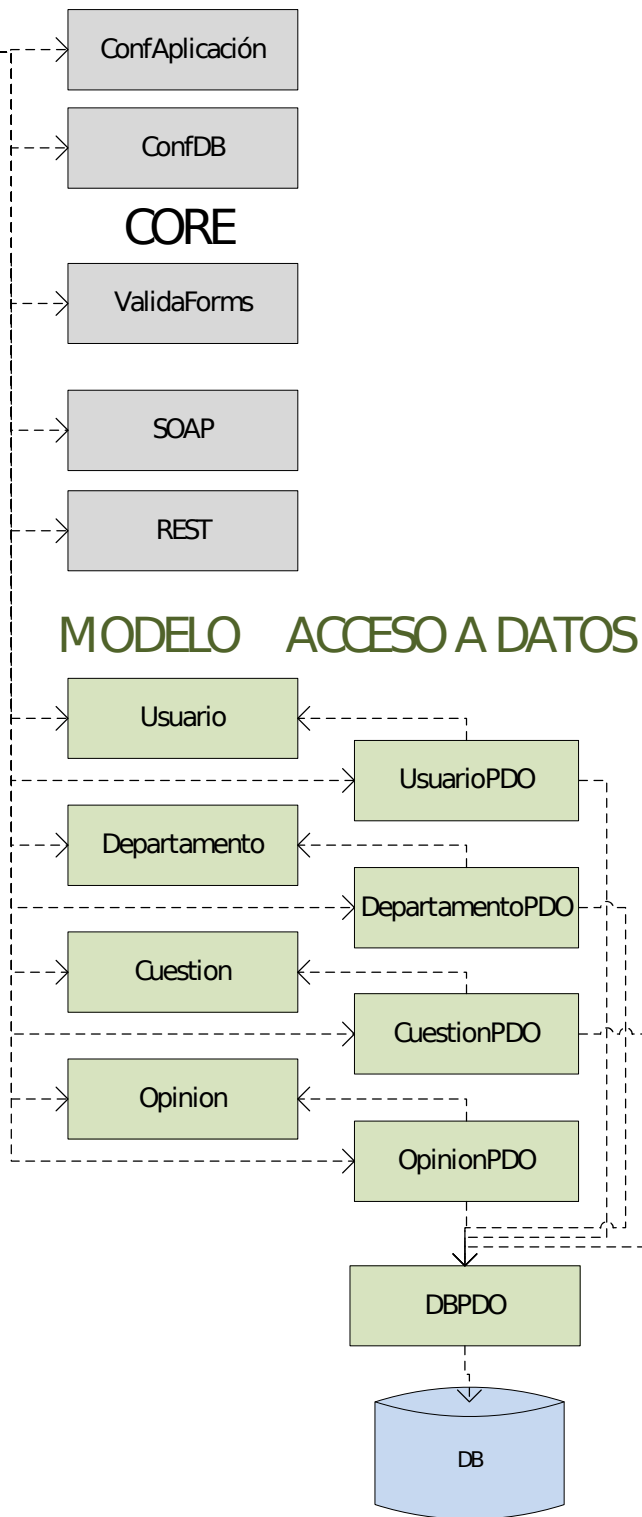 ConfAplicación
ConfDB
CORE
ValidaForms
SOAP
REST
MODELO ACCESO A DATOS
Usuario
UsuarioPDO
Departamento
DepartamentoPDO
Cuestion
CuestionPDO
Opinion
OpinionPDO
DBPDO
DB